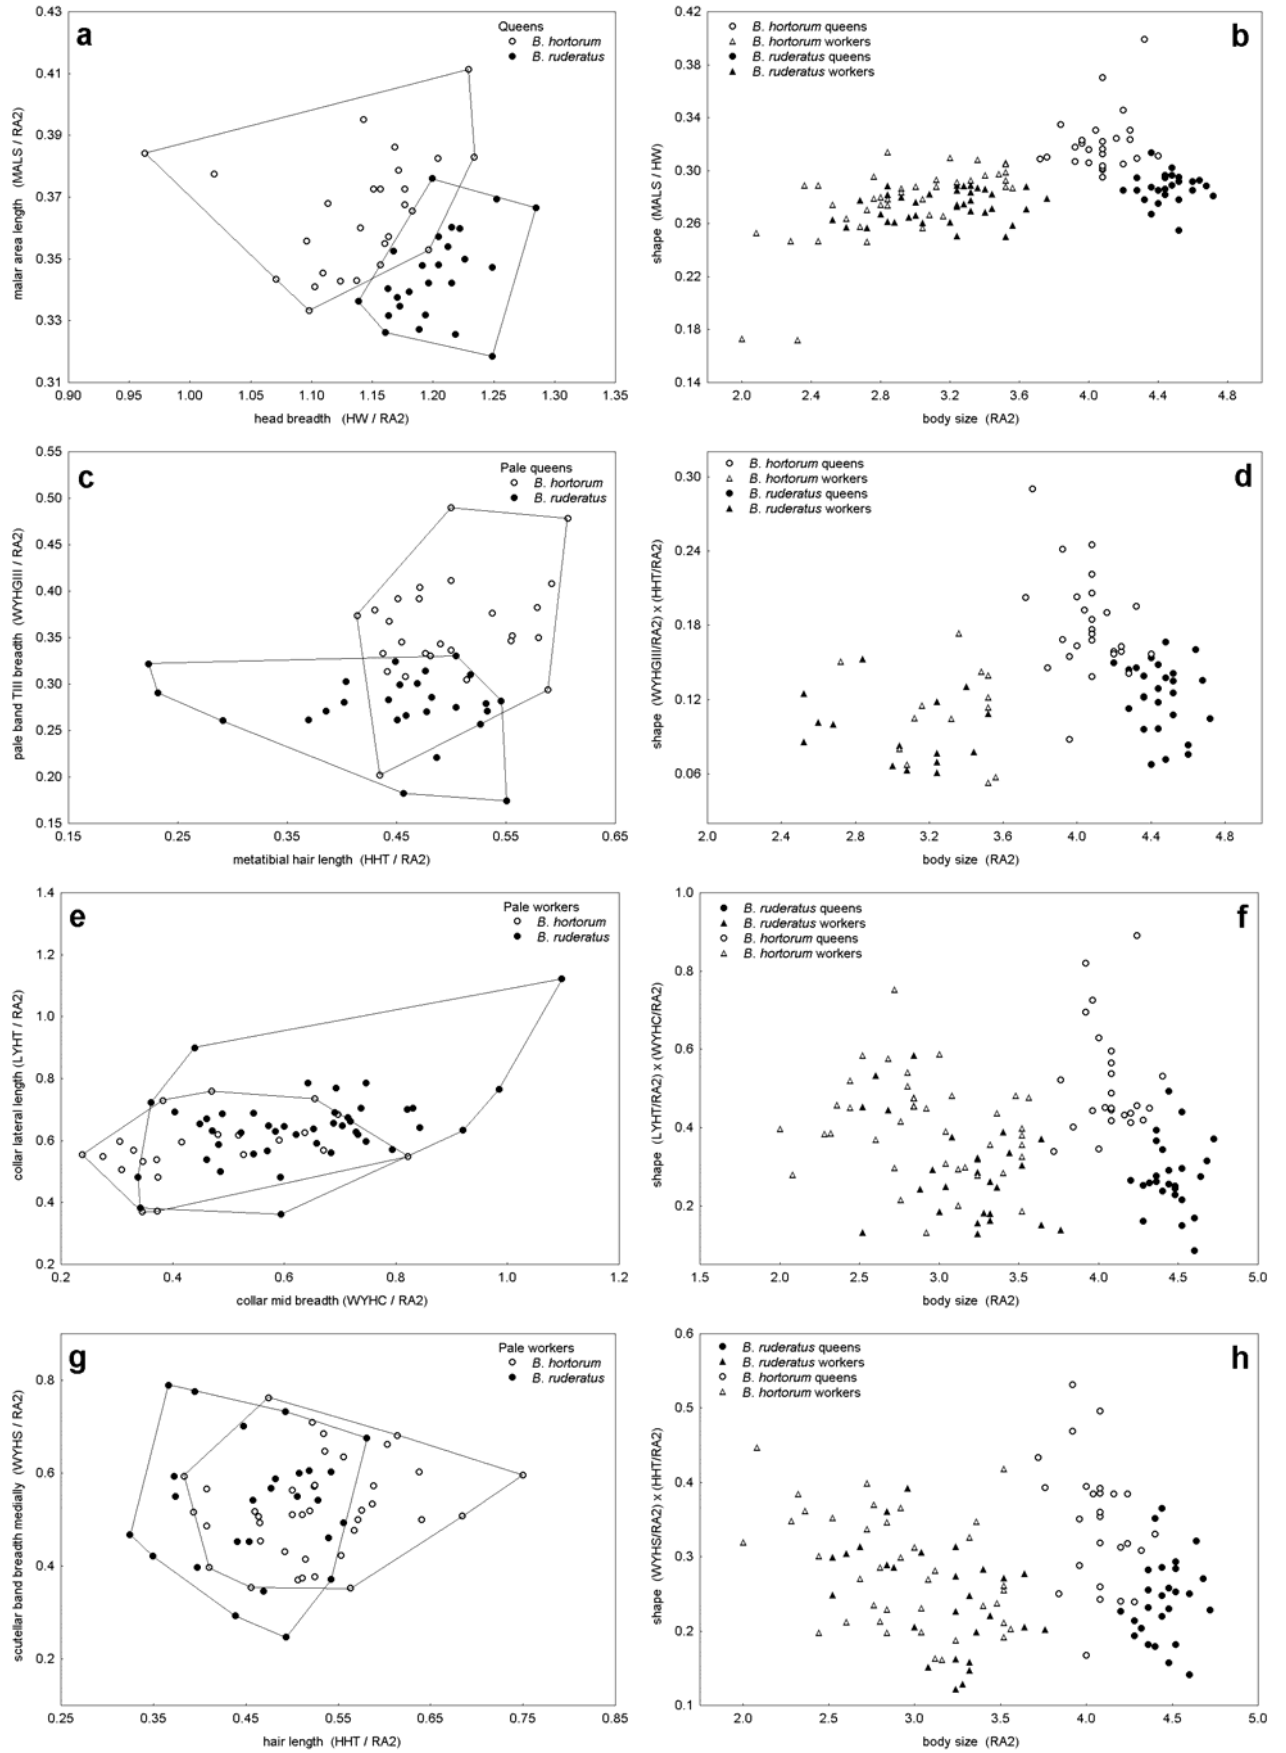 a
Queens
B. hortorum
B. ruderatus
malar area length (MALS / RA2)
0.43
0.41
0.39
0.37
0.35
0.33
0.31
0.90 0.95 1.00 1.05 1.10 1.15 1.20 1.25 1.30 1.35
head breadth (HW / RA2)
b
B. hortorum queens
B. hortorum workers
B. ruderatus queens
B. ruderatus workers
shape (MALS / HW)
0.42
0.38
0.34
0.30
0.26
0.22
0.18
0.14
2.0 2.4 2.8 3.2 3.6 4.0 4.4 4.8
body size (RA2)
c
Pale queens
B. hortorum
B. ruderatus
pale band TIII breadth (WYHGIII / RA2)
0.55
0.50
0.45
0.40
0.35
0.30
0.25
0.20
0.15
0.15 0.25 0.35 0.45 0.55 0.65
metatibial hair length (HHT / RA2)
d
B. hortorum queens
B. hortorum workers
B. ruderatus queens
B. ruderatus workers
shape (WYHGIII/RA2) x (HHT/RA2)
0.30
0.24
0.18
0.12
0.06
2.0 2.4 2.8 3.2 3.6 4.0 4.4 4.8
body size (RA2)
e
Pale workers
B. hortorum
B. ruderatus
collar lateral length (LYHT / RA2)
1.4
1.2
1.0
0.8
0.6
0.4
0.2
0.2 0.4 0.6 0.8 1.0 1.2
collar mid breadth (WYHC / RA2)
f
B. ruderatus queens
B. ruderatus workers
B. hortorum queens
B. hortorum workers
shape (LYHT/RA2) x (WYHC/RA2)
1.0
0.8
0.6
0.4
0.2
1.5 2.0 2.5 3.0 3.5 4.0 4.5 5.0
body size (RA2)
g
Pale workers
B. hortorum
B. ruderatus
scutellar band breadth medially (WYHS / RA2)
0.8
0.6
0.4
0.2
0.25 0.35 0.45 0.55 0.65 0.75 0.85
hair length (HHT / RA2)
h
B. ruderatus queens
B. ruderatus workers
B. hortorum queens
B. hortorum workers
shape (WYHS/RA2) x (HHT/RA2)
0.6
0.5
0.4
0.3
0.2
0.1
2.0 2.5 3.0 3.5 4.0 4.5 5.0
body size (RA2)